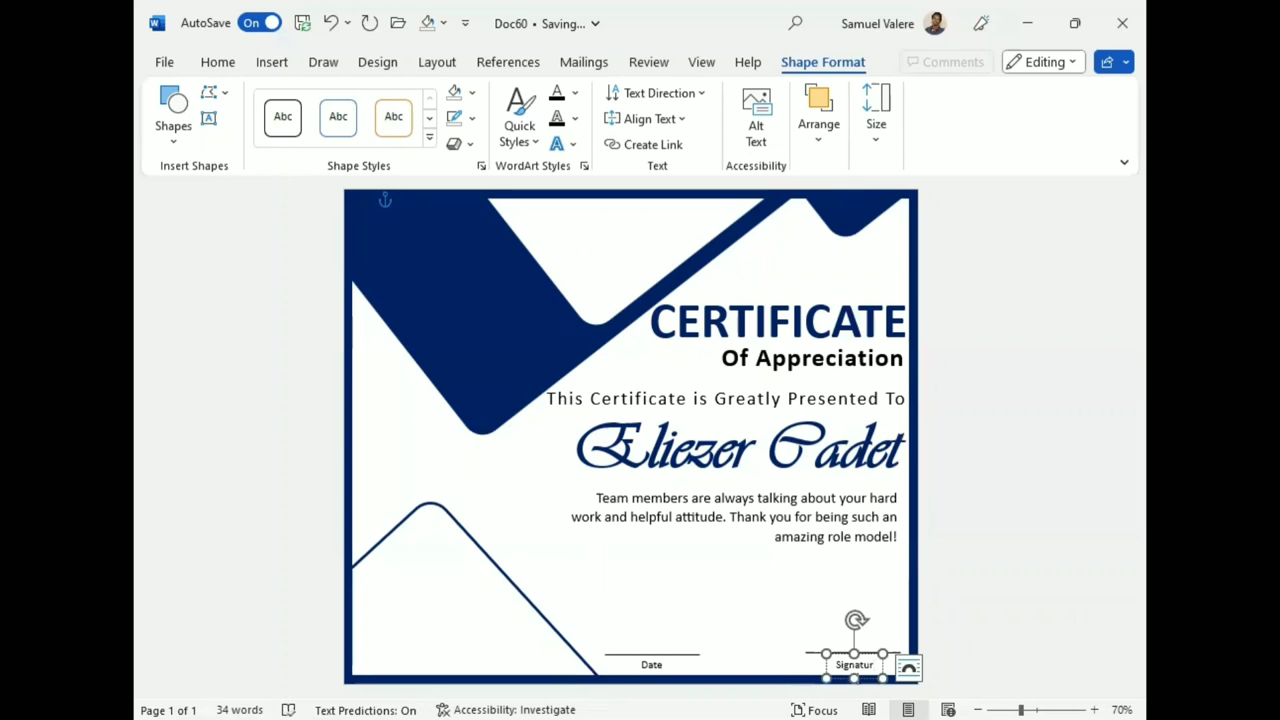 AutoSave On Doc60 • Saving... Samuel Valere
File Home Insert Draw Design Layout References Mailings Review View Help Shape Format Comments Editing
Shapes
Insert Shapes
Abc Abc Abc
Shape Styles
Quick Styles
WordArt Styles
Text Direction
Align Text
Create Link
Text
Alt Text
Accessibility
Arrange
Size
CERTIFICATE
Of Appreciation
This Certificate is Greatly Presented To
Eliezer Cadet
Team members are always talking about your hard
work and helpful attitude. Thank you for being such an
amazing role model!
Date
Signatur
Page 1 of 1 34 words Text Predictions: On Accessibility: Investigate Focus 70%